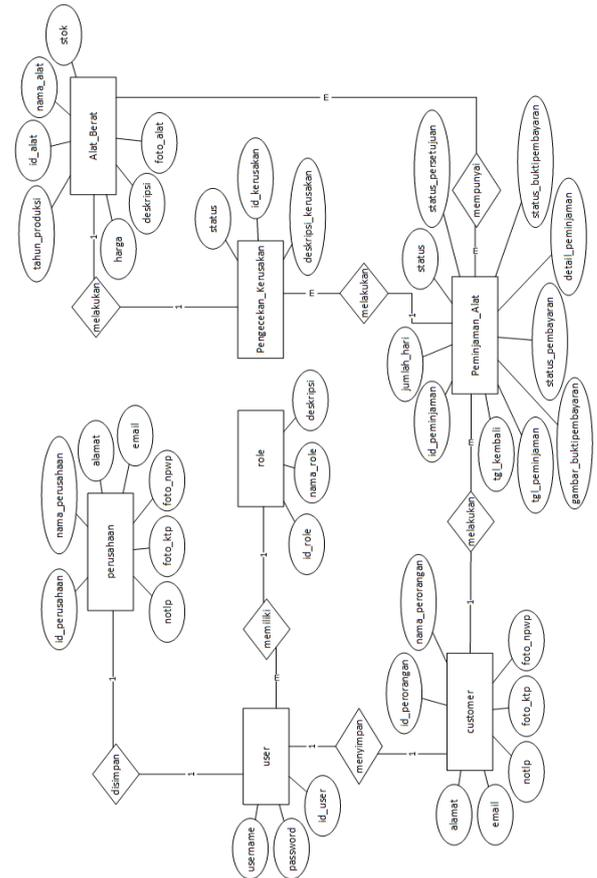 id_perusahaan
nama_perusahaan
alamat
email
perusahaan
notlp
foto_ktp
foto_npwp
1
disimpan
1
tahun_produksi
id_alat
nama_alat
stok
Alat_Berat
harga
deskripsi
foto_alat
1
melakukan
1
m
status
id_kerusakan
deskripsi_kerusakan
Pengecekan_Kerusakan
m
melakukan
1
role
id_role
nama_role
deskripsi
1
memiliki
m
username
password
id_user
user
1
menyimpan
1
id_perorangan
nama_perorangan
customer
alamat
email
notlp
foto_ktp
foto_npwp
1
melakukan
m
id_peminjaman
jumlah_hari
status
status_persetujuan
mempunyai
m
Peminjaman_Alat
tgl_kembali
tgl_peminjaman
gambar_buktipembayaran
status_pembayaran
detail_peminjaman
status_buktipembayaran